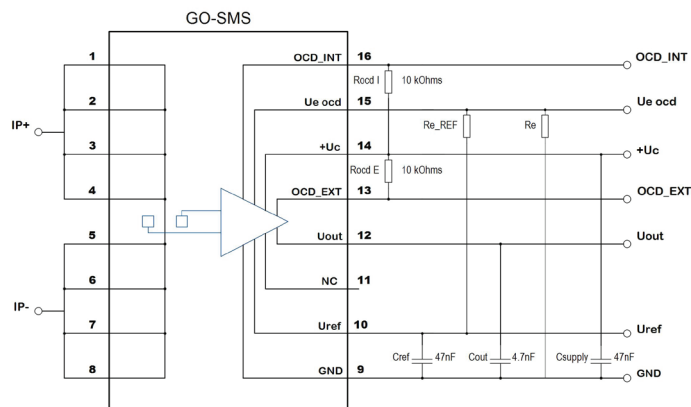 GO-SMS
1 OCD_INT 16 OCD_INT
Rocd I 10 kOhms
2 Ue ocd 15 Ue ocd
IP+ Re_REF Re
3 +Uc 14 +Uc
Rocd E 10 kOhms
4 OCD_EXT 13 OCD_EXT
5 Uout 12 Uout
6 NC 11
IP-
7 Uref 10 Uref
Cref 47nF Cout 4.7nF Csupply 47nF
8 GND 9 GND